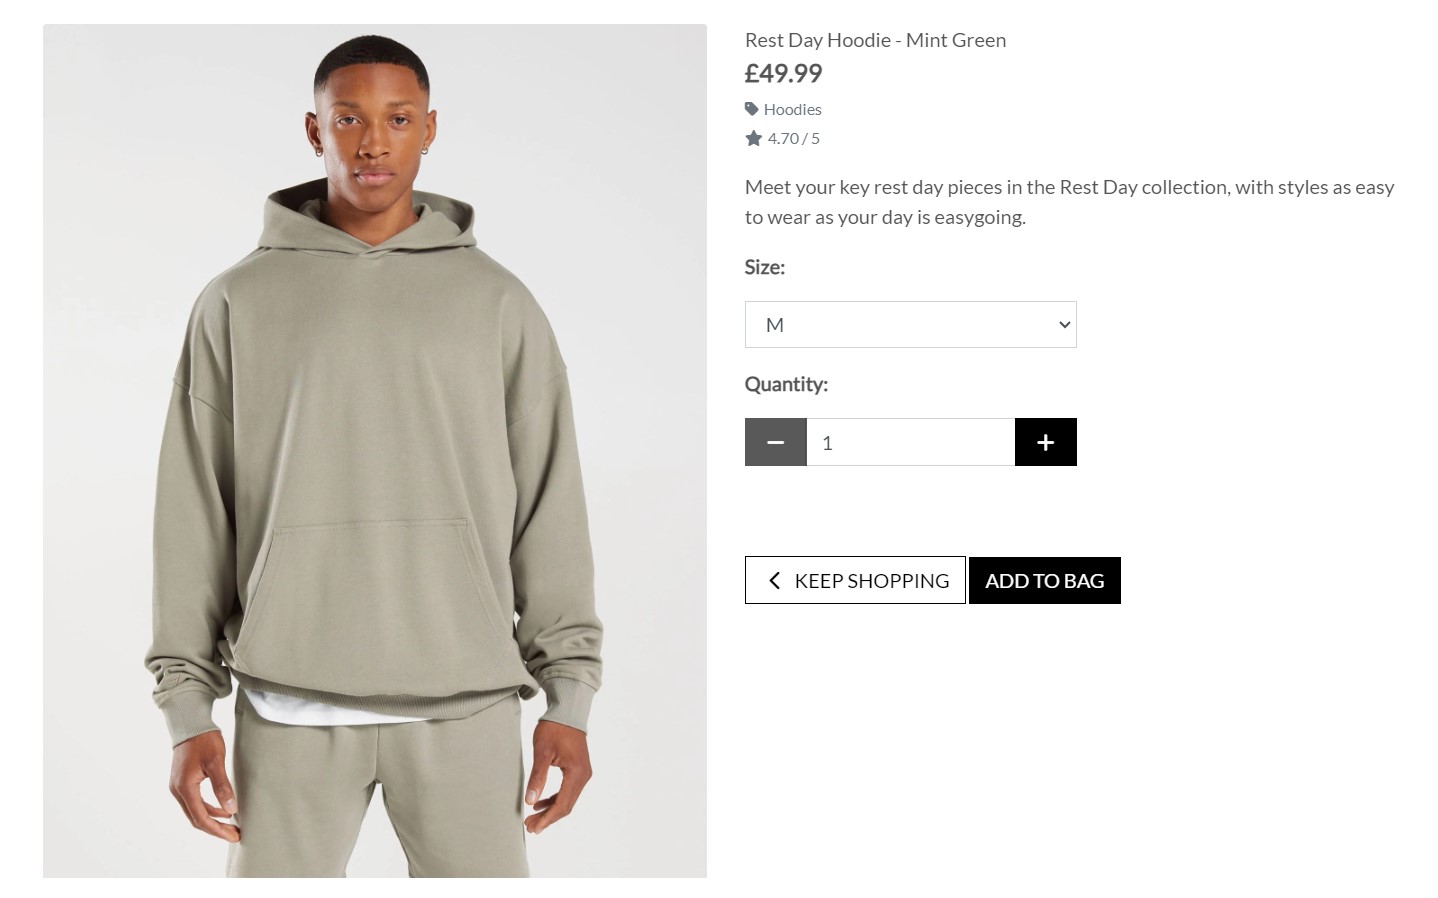 Rest Day Hoodie - Mint Green
£49.99
Hoodies
4.70 / 5
Meet your key rest day pieces in the Rest Day collection, with styles as easy
to wear as your day is easygoing.
Size:
M
Quantity:
1
KEEP SHOPPING
ADD TO BAG